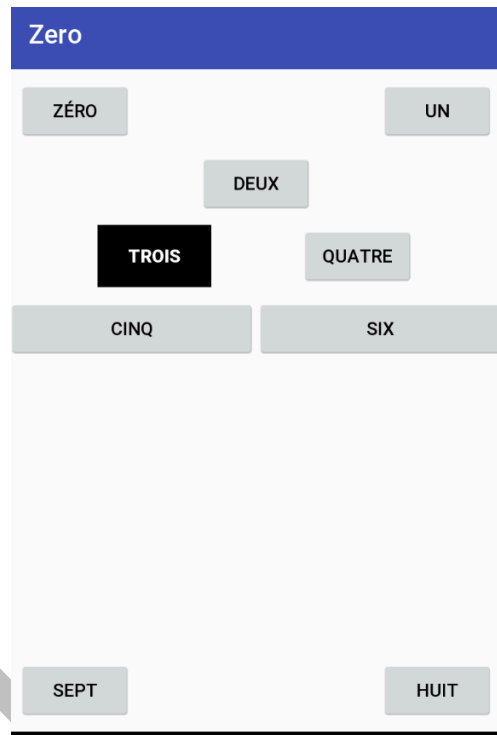 Zero
ZÉRO UN
DEUX
TROIS QUATRE
CINQ SIX
SEPT HUIT